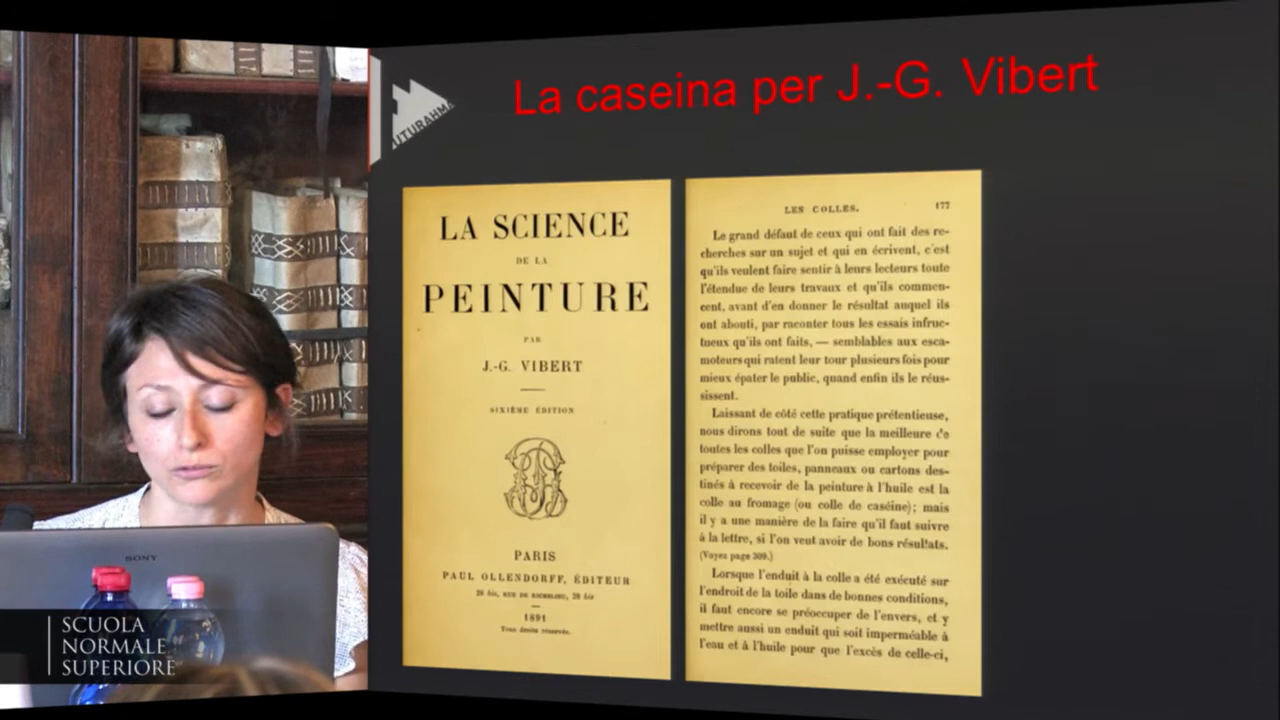 La caseina per J.-G. Vibert
UTURAHMA
LA SCIENCE
DE LA
PEINTURE
PAR
J.-G. VIBERT
SIXIÈME ÉDITION
PARIS
PAUL OLLENDORFF, ÉDITEUR
28 bis, RUE DE RICHELIEU, 28 bis
1891
Tous droits réservés.
LES COLLES. 177
Le grand défaut de ceux qui ont fait des re-
cherches sur un sujet et qui en écrivent, c'est
qu'ils veulent faire sentir à leurs lecteurs toute
l'étendue de leurs travaux et qu'ils commen-
cent, avant d'en donner le résultat auquel ils
ont abouti, par raconter tous les essais infruc-
tueux qu'ils ont faits, — semblables aux esca-
moteurs qui ratent leur tour plusieurs fois pour
mieux épater le public, quand enfin ils le réus-
sissent.
Laissant de côté cette pratique prétentieuse,
nous dirons tout de suite que la meilleure de
toutes les colles que l'on puisse employer pour
préparer des toiles, panneaux ou cartons des-
tinés à recevoir de la peinture à l'huile est la
colle au fromage (ou colle de caséine); mais
il y a une manière de la faire qu'il faut suivre
à la lettre, si l'on veut avoir de bons résultats.
(Voyez page 309.)
Lorsque l'enduit à la colle a été exécuté sur
l'endroit de la toile dans de bonnes conditions,
il faut encore se préoccuper de l'envers, et y
mettre aussi un enduit qui soit imperméable à
l'eau et à l'huile pour que l'excès de celle-ci,
SONY
SCUOLA
NORMALE
SUPERIORE